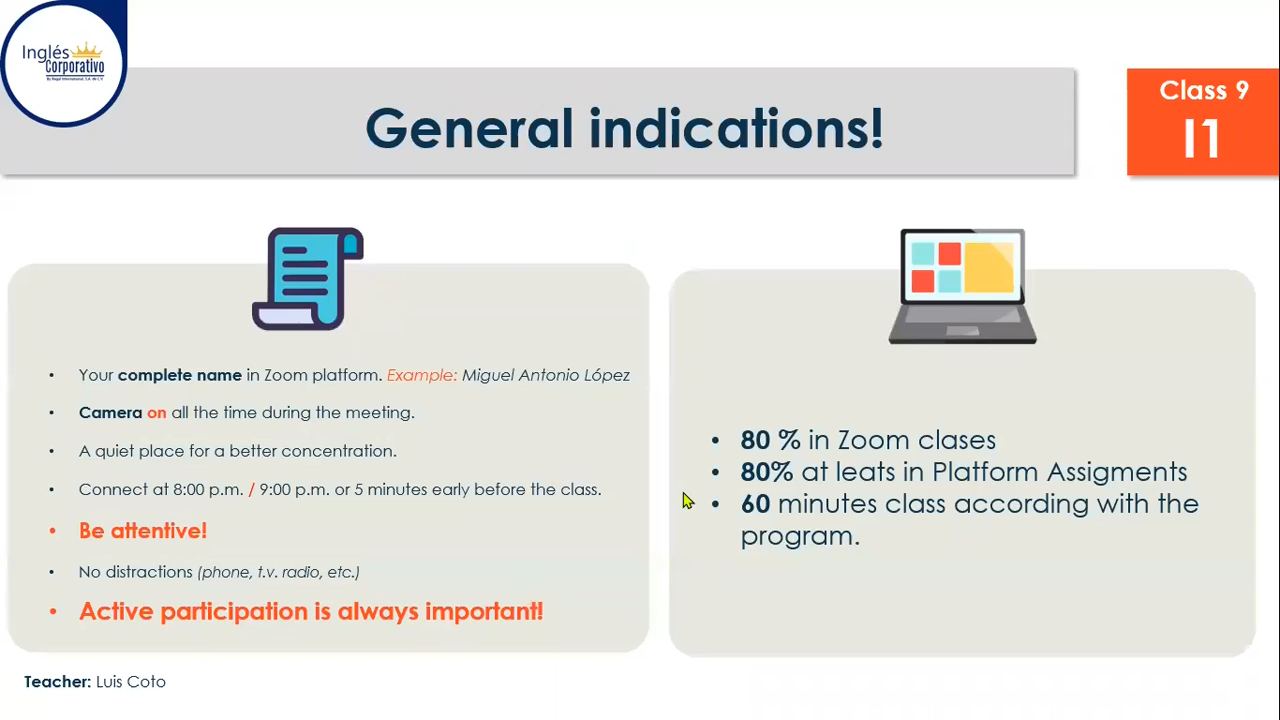 Inglés
Corporativo
By Regal International, S.A. de C.V.
General indications!
Class 9
I1
• Your complete name in Zoom platform. Example: Miguel Antonio López
• Camera on all the time during the meeting.
• A quiet place for a better concentration.
• Connect at 8:00 p.m. / 9:00 p.m. or 5 minutes early before the class.
• Be attentive!
• No distractions (phone, t.v. radio, etc.)
• Active participation is always important!
• 80 % in Zoom clases
• 80% at leats in Platform Assigments
• 60 minutes class according with the
program.
Teacher: Luis Coto